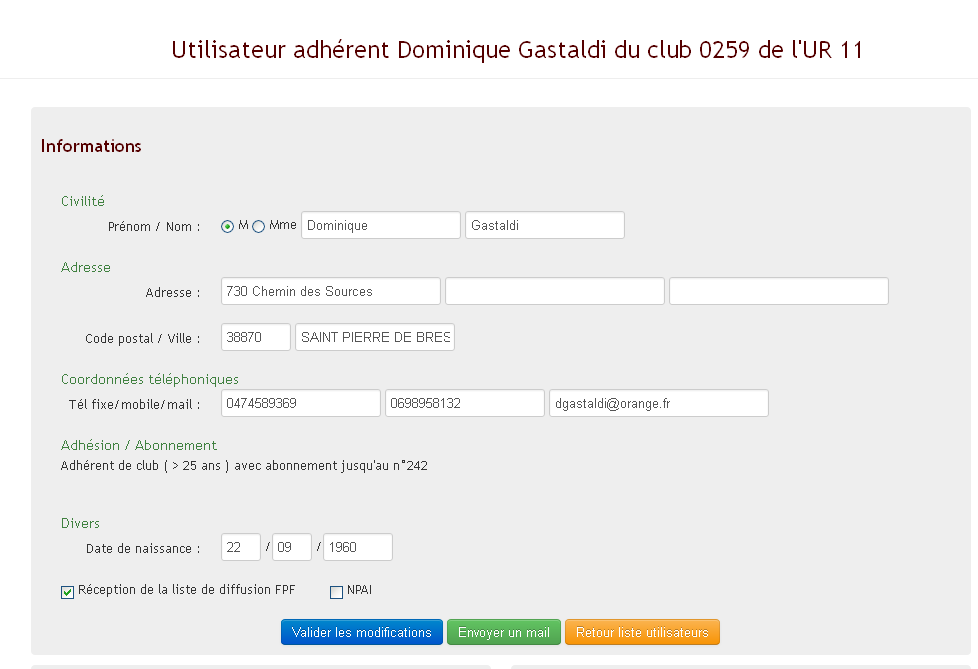 Utilisateur adhérent Dominique Gastaldi du club 0259 de l'UR 11
Informations
Civilité
Prénom / Nom : M Mme Dominique Gastaldi
Adresse
Adresse : 730 Chemin des Sources
Code postal / Ville : 38870 SAINT PIERRE DE BRES
Coordonnées téléphoniques
Tél fixe/mobile/mail : 0474589369 0698958132 dgastaldi@orange.fr
Adhésion / Abonnement
Adhérent de club ( > 25 ans ) avec abonnement jusqu'au n°242
Divers
Date de naissance : 22 / 09 / 1960
Réception de la liste de diffusion FPF NPAI
Valider les modifications Envoyer un mail Retour liste utilisateurs